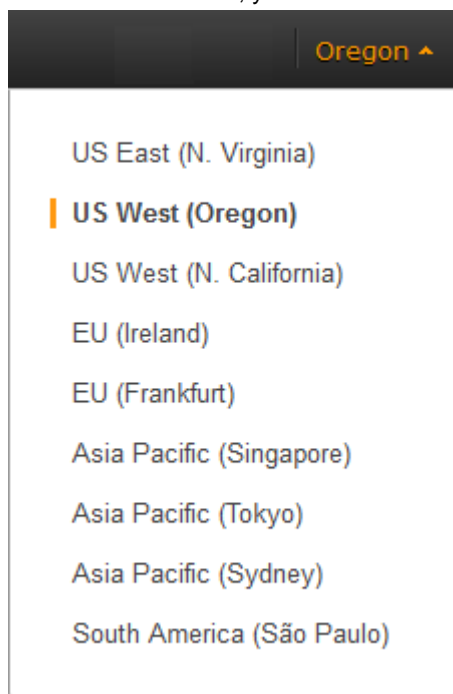 Oregon
US East (N. Virginia)
US West (Oregon)
US West (N. California)
EU (Ireland)
EU (Frankfurt)
Asia Pacific (Singapore)
Asia Pacific (Tokyo)
Asia Pacific (Sydney)
South America (São Paulo)